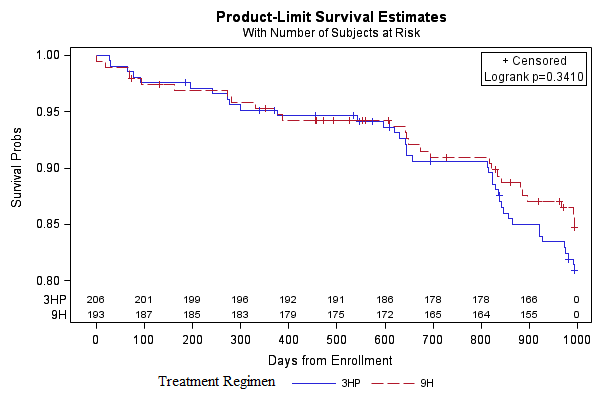 Product-Limit Survival Estimates
With Number of Subjects at Risk
+ Censored
Logrank p=0.3410
Survival Probs
1.00
0.95
0.90
0.85
0.80
3HP 206 201 199 196 192 191 186 178 178 166 0
9H 193 187 185 183 179 175 172 165 164 155 0
0 100 200 300 400 500 600 700 800 900 1000
Days from Enrollment
Treatment Regimen 3HP 9H